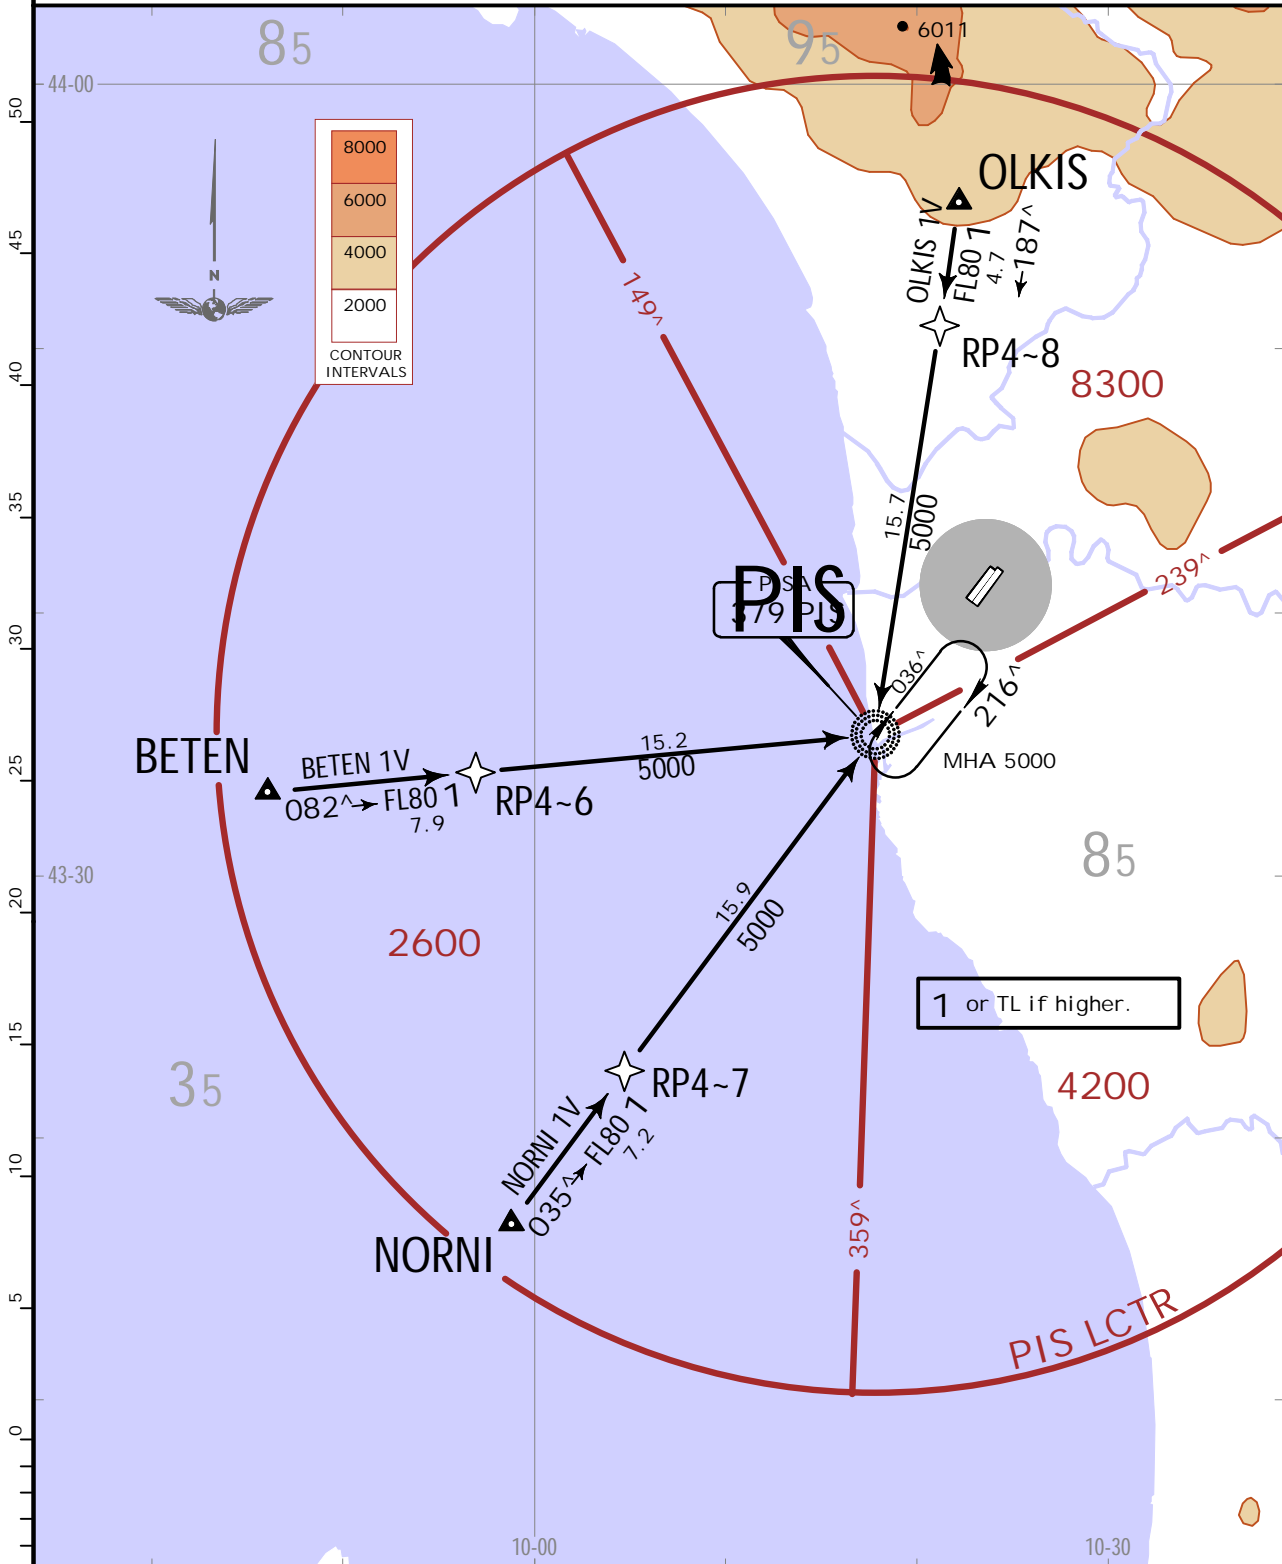 85
95
6011
44-00
50
8000
6000
4000
2000
CONTOUR
INTERVALS
N
OLKIS
OLKIS 1V
FL80 1
4.7
187^
45
149^
RP4~8
8300
40
35
15.7
5000
239^
PISA
379 PIS
PIS
30
036^
216^
MHA 5000
BETEN
BETEN 1V
082^
FL80 1
7.9
RP4~6
15.2
5000
25
85
43-30
20
15.9
5000
2600
1 or TL if higher.
15
35
RP4~7
4200
NORNI 1V
035^
FL80 1
7.2
NORNI
10
359^
5
PIS LCTR
0
10-00
10-30